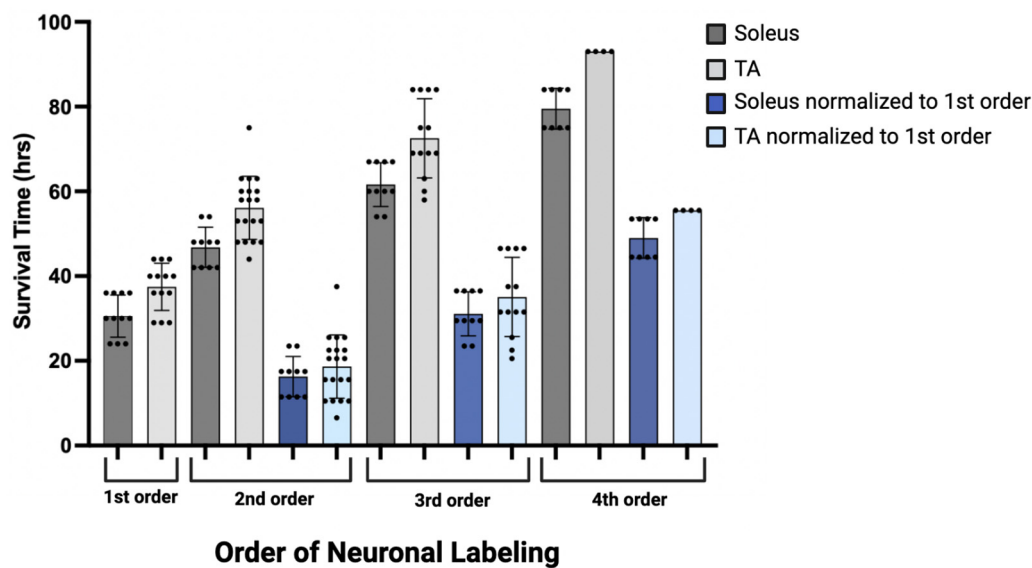 100
80
60
40
20
0
Survival Time (hrs)
Soleus
TA
Soleus normalized to 1st order
TA normalized to 1st order
1st order
2nd order
3rd order
4th order
Order of Neuronal Labeling